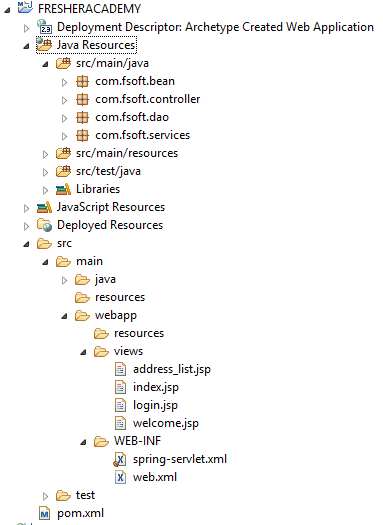 FRESHERACADEMY
Deployment Descriptor: Archetype Created Web Application
Java Resources
src/main/java
com.fsoft.bean
com.fsoft.controller
com.fsoft.dao
com.fsoft.services
src/main/resources
src/test/java
Libraries
JavaScript Resources
Deployed Resources
src
main
java
resources
webapp
resources
views
address_list.jsp
index.jsp
login.jsp
welcome.jsp
WEB-INF
spring-servlet.xml
web.xml
test
pom.xml